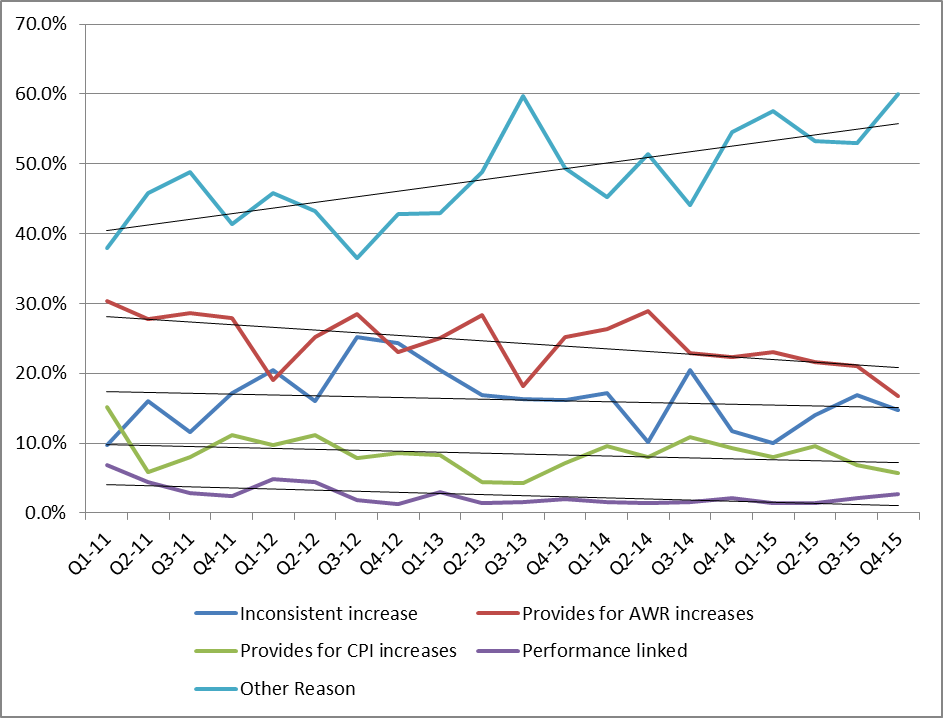 70.0%
60.0%
50.0%
40.0%
30.0%
20.0%
10.0%
0.0%
Q1-11 Q2-11 Q3-11 Q4-11 Q1-12 Q2-12 Q3-12 Q4-12 Q1-13 Q2-13 Q3-13 Q4-13 Q1-14 Q2-14 Q3-14 Q4-14 Q1-15 Q2-15 Q3-15 Q4-15
Inconsistent increase Provides for AWR increases
Provides for CPI increases Performance linked
Other Reason